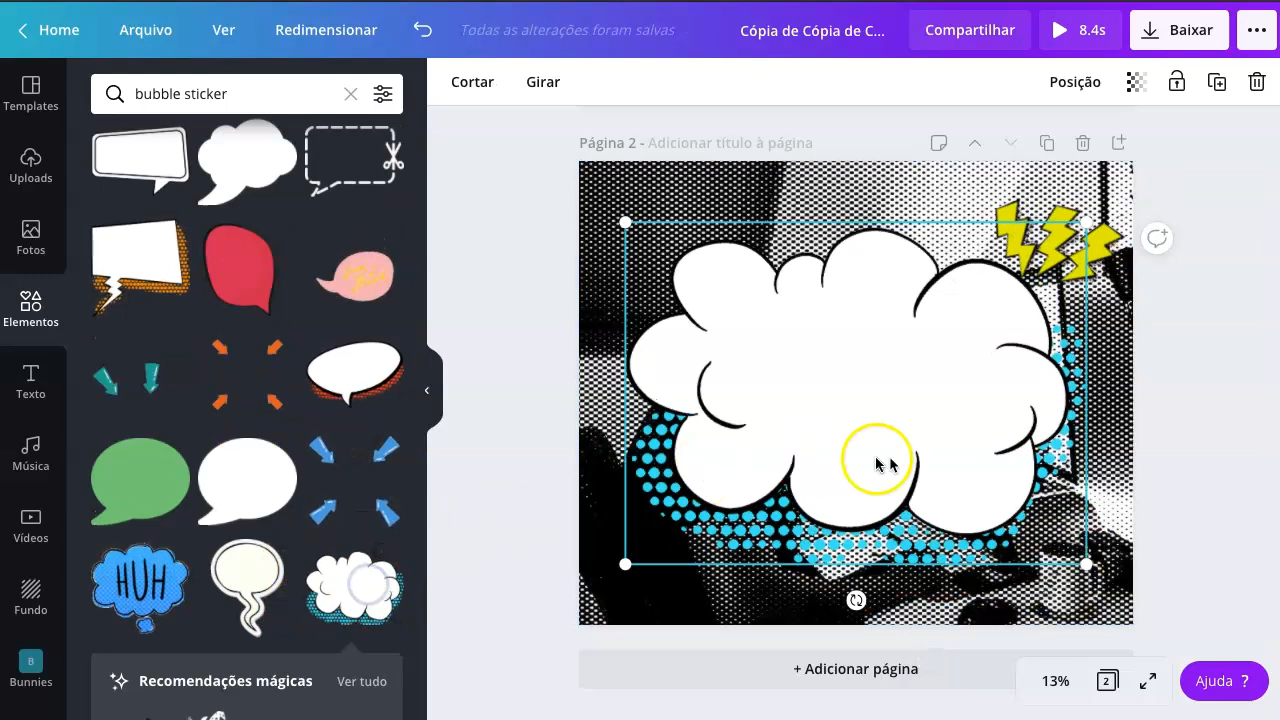 Home
Arquivo
Ver
Redimensionar
Todas as alterações foram salvas
Cópia de Cópia de C...
Compartilhar
8.4s
Baixar
Templates
Uploads
Fotos
Elementos
Texto
Música
Vídeos
Fundo
B
Bunnies
bubble sticker
HUH
Recomendações mágicas
Ver tudo
Cortar
Girar
Posição
Página 2 - Adicionar título à página
+ Adicionar página
13%
2
Ajuda ?